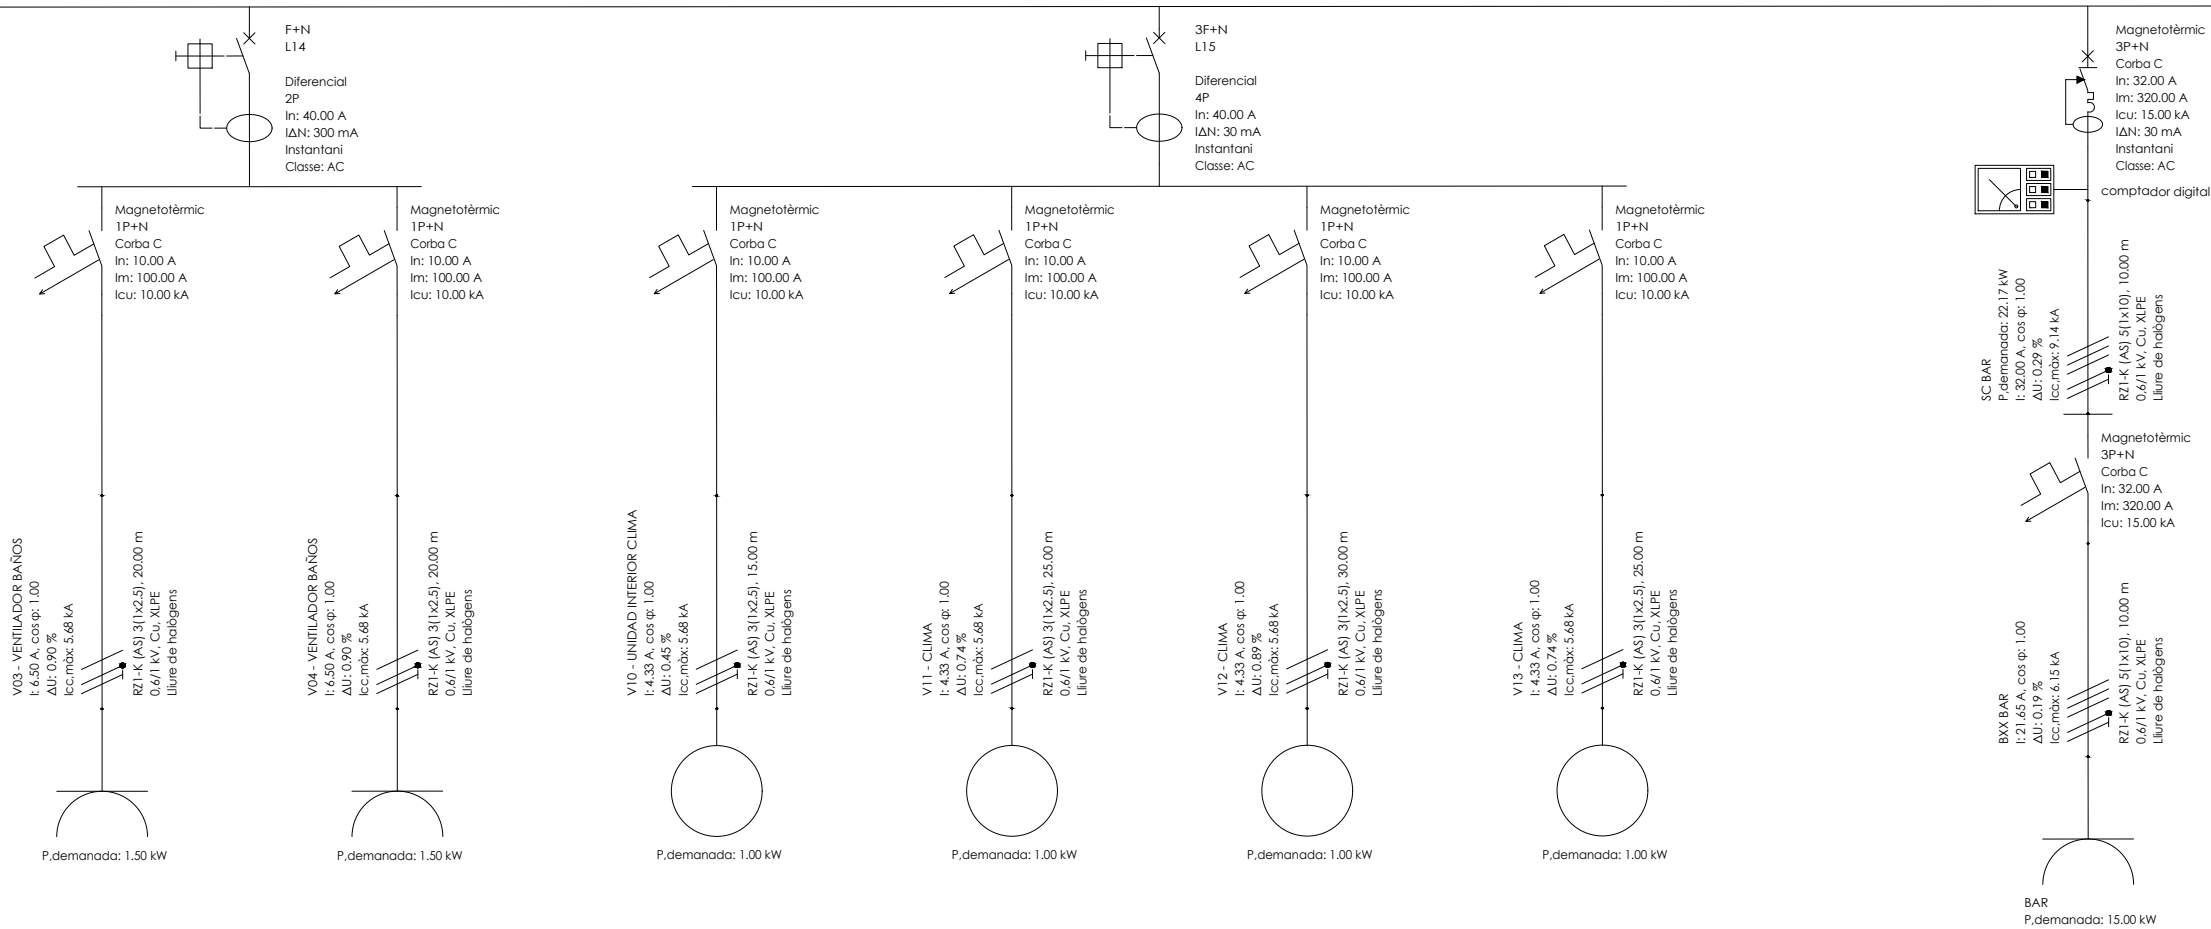 F+N
L14
Diferencial
2P
In: 40.00 A
IΔN: 300 mA
Instantani
Classe: AC
3F+N
L15
Diferencial
4P
In: 40.00 A
IΔN: 30 mA
Instantani
Classe: AC
Magnetotèrmic
3P+N
Corba C
In: 32.00 A
Im: 320.00 A
Icu: 15.00 kA
IΔN: 30 mA
Instantani
Classe: AC
comptador digital
Magnetotèrmic
1P+N
Corba C
In: 10.00 A
Im: 100.00 A
Icu: 10.00 kA
Magnetotèrmic
1P+N
Corba C
In: 10.00 A
Im: 100.00 A
Icu: 10.00 kA
Magnetotèrmic
1P+N
Corba C
In: 10.00 A
Im: 100.00 A
Icu: 10.00 kA
Magnetotèrmic
1P+N
Corba C
In: 10.00 A
Im: 100.00 A
Icu: 10.00 kA
Magnetotèrmic
1P+N
Corba C
In: 10.00 A
Im: 100.00 A
Icu: 10.00 kA
Magnetotèrmic
1P+N
Corba C
In: 10.00 A
Im: 100.00 A
Icu: 10.00 kA
SC BAR
P,demanada: 22.17 kW
I: 32.00 A, cos φ: 1.00
ΔU: 0.29 %
Icc,màx: 9.14 kA
RZ1-K (AS) 5(1x10), 10.00 m
0,6/1 kV, Cu, XLPE
Lliure de halògens
Magnetotèrmic
3P+N
Corba C
In: 32.00 A
Im: 320.00 A
Icu: 15.00 kA
V03 - VENTILADOR BAÑOS
I: 6.50 A, cos φ: 1.00
ΔU: 0.90 %
Icc,màx: 5.68 kA
RZ1-K (AS) 3(1x2.5), 20.00 m
0,6/1 kV, Cu, XLPE
Lliure de halògens
V04 - VENTILADOR BAÑOS
I: 6.50 A, cos φ: 1.00
ΔU: 0.90 %
Icc,màx: 5.68 kA
RZ1-K (AS) 3(1x2.5), 20.00 m
0,6/1 kV, Cu, XLPE
Lliure de halògens
V10 - UNIDAD INTERIOR CLIMA
I: 4.33 A, cos φ: 1.00
ΔU: 0.45 %
Icc,màx: 5.68 kA
RZ1-K (AS) 3(1x2.5), 15.00 m
0,6/1 kV, Cu, XLPE
Lliure de halògens
V11 - CLIMA
I: 4.33 A, cos φ: 1.00
ΔU: 0.74 %
Icc,màx: 5.68 kA
RZ1-K (AS) 3(1x2.5), 25.00 m
0,6/1 kV, Cu, XLPE
Lliure de halògens
V12 - CLIMA
I: 4.33 A, cos φ: 1.00
ΔU: 0.89 %
Icc,màx: 5.68 kA
RZ1-K (AS) 3(1x2.5), 30.00 m
0,6/1 kV, Cu, XLPE
Lliure de halògens
V13 - CLIMA
I: 4.33 A, cos φ: 1.00
ΔU: 0.74 %
Icc,màx: 5.68 kA
RZ1-K (AS) 3(1x2.5), 25.00 m
0,6/1 kV, Cu, XLPE
Lliure de halògens
BXX BAR
I: 21.65 A, cos φ: 1.00
ΔU: 0.19 %
Icc,màx: 6.15 kA
RZ1-K (AS) 5(1x10), 10.00 m
0,6/1 kV, Cu, XLPE
Lliure de halògens
P,demanada: 1.50 kW
P,demanada: 1.50 kW
P,demanada: 1.00 kW
P,demanada: 1.00 kW
P,demanada: 1.00 kW
P,demanada: 1.00 kW
BAR
P,demanada: 15.00 kW